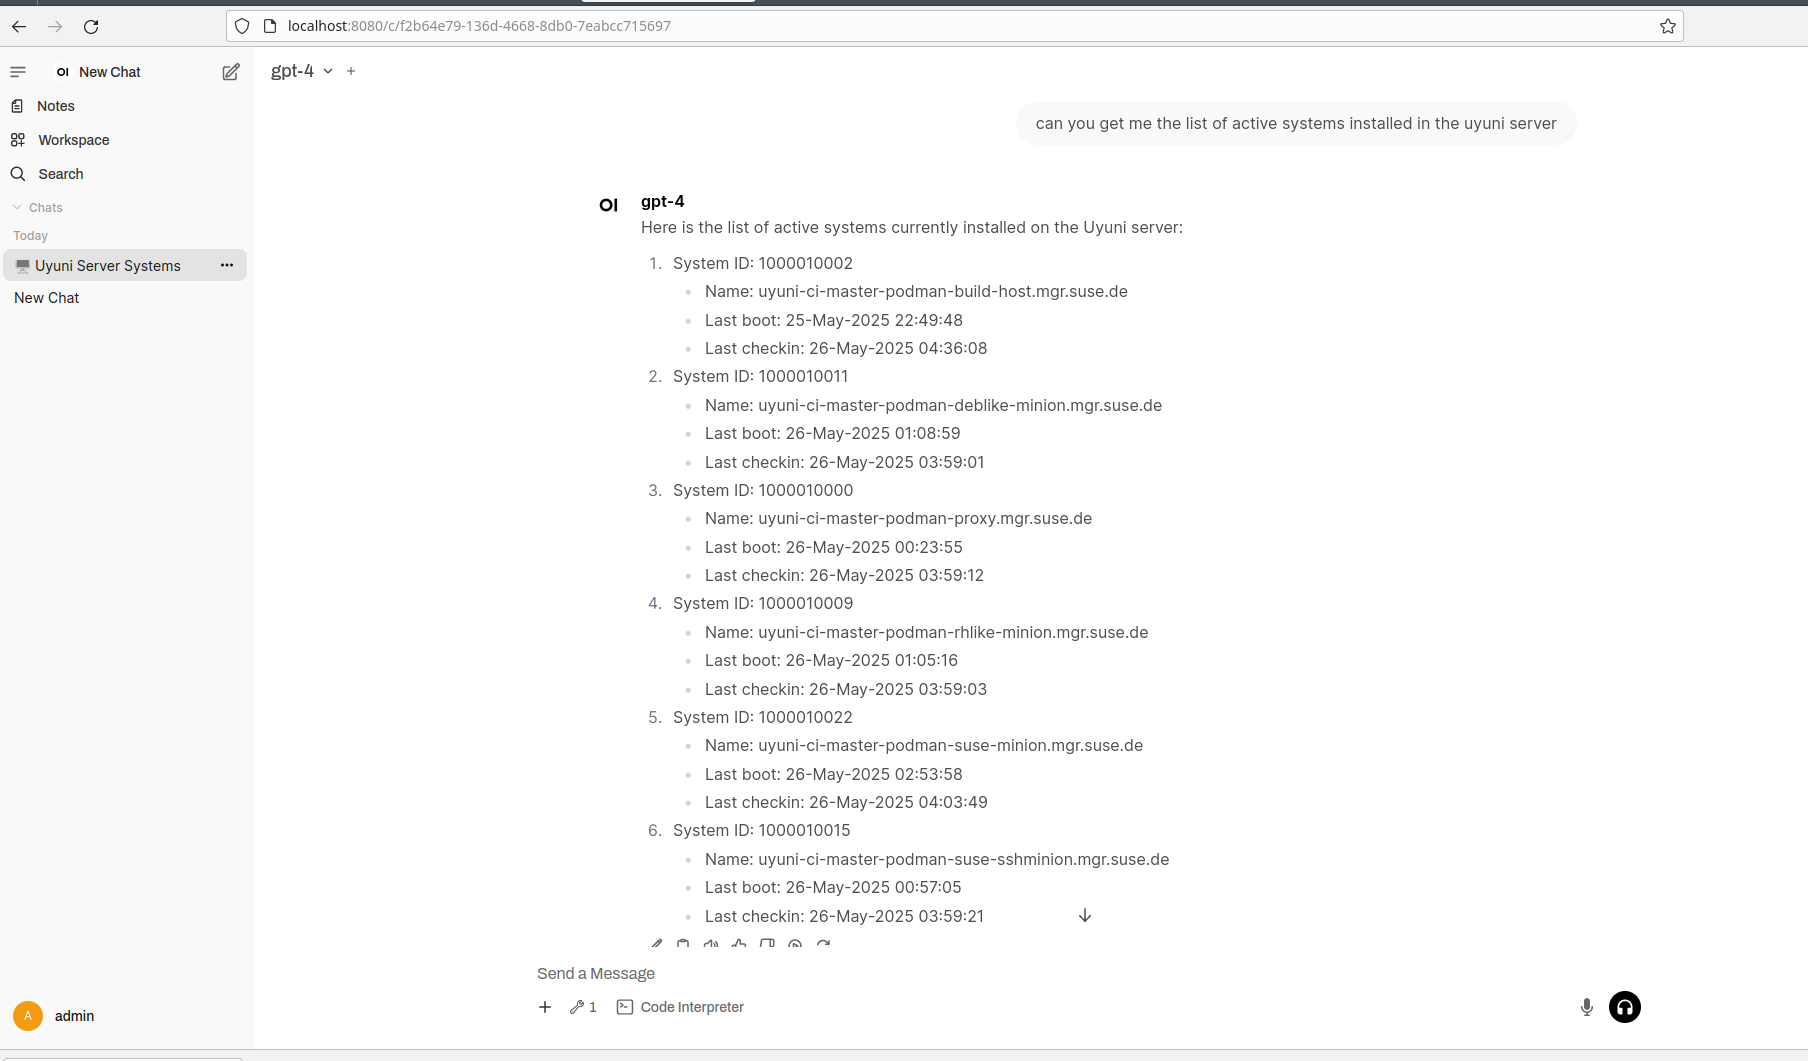 localhost:8080/c/f2b64e79-136d-4668-8db0-7eabcc715697
OI New Chat
Notes
Workspace
Search
Chats
Today
🖥️ Uyuni Server Systems
New Chat
gpt-4
can you get me the list of active systems installed in the uyuni server
OI gpt-4
Here is the list of active systems currently installed on the Uyuni server:
1. System ID: 1000010002
• Name: uyuni-ci-master-podman-build-host.mgr.suse.de
• Last boot: 25-May-2025 22:49:48
• Last checkin: 26-May-2025 04:36:08
2. System ID: 1000010011
• Name: uyuni-ci-master-podman-deblike-minion.mgr.suse.de
• Last boot: 26-May-2025 01:08:59
• Last checkin: 26-May-2025 03:59:01
3. System ID: 1000010000
• Name: uyuni-ci-master-podman-proxy.mgr.suse.de
• Last boot: 26-May-2025 00:23:55
• Last checkin: 26-May-2025 03:59:12
4. System ID: 1000010009
• Name: uyuni-ci-master-podman-rhlike-minion.mgr.suse.de
• Last boot: 26-May-2025 01:05:16
• Last checkin: 26-May-2025 03:59:03
5. System ID: 1000010022
• Name: uyuni-ci-master-podman-suse-minion.mgr.suse.de
• Last boot: 26-May-2025 02:53:58
• Last checkin: 26-May-2025 04:03:49
6. System ID: 1000010015
• Name: uyuni-ci-master-podman-suse-sshminion.mgr.suse.de
• Last boot: 26-May-2025 00:57:05
• Last checkin: 26-May-2025 03:59:21
Send a Message
1 Code Interpreter
A admin